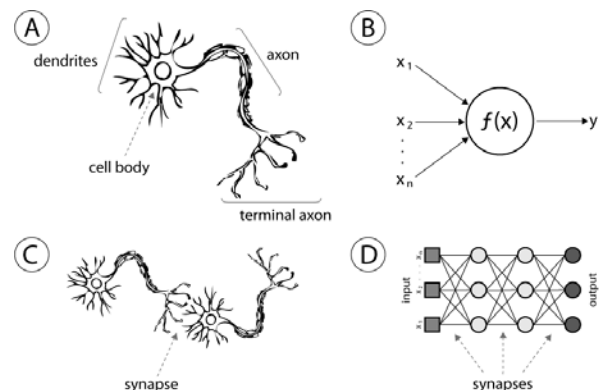 A
dendrites
axon
cell body
terminal axon
B
x1
x2
xn
f(x)
y
C
synapse
D
input
output
synapses